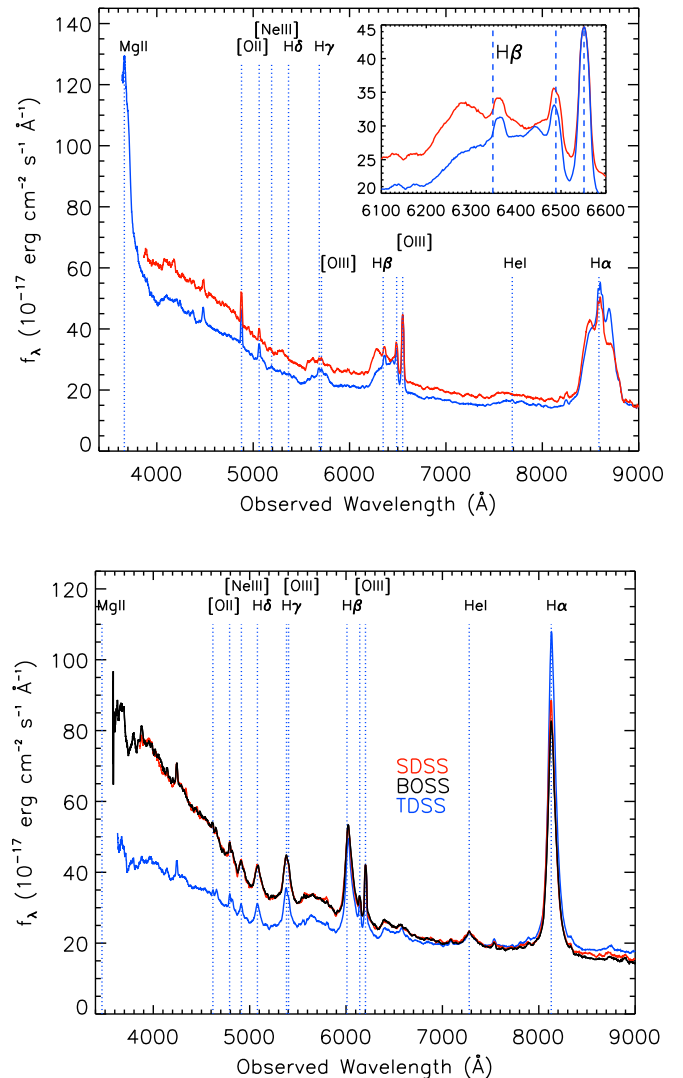 [NeIII]
MgII [OII] Hδ Hγ
140
120
100
80
60
40
20
0
45
40
35
30
25
20
Hβ
6100 6200 6300 6400 6500 6600
[OIII]
[OIII] Hβ HeI Hα
f_λ (10⁻¹⁷ erg cm⁻² s⁻¹ Å⁻¹)
4000 5000 6000 7000 8000 9000
Observed Wavelength (Å)
120
100
80
60
40
20
0
[NeIII] [OIII] [OIII]
MgII [OII] Hδ Hγ Hβ HeI Hα
SDSS
BOSS
TDSS
f_λ (10⁻¹⁷ erg cm⁻² s⁻¹ Å⁻¹)
4000 5000 6000 7000 8000 9000
Observed Wavelength (Å)